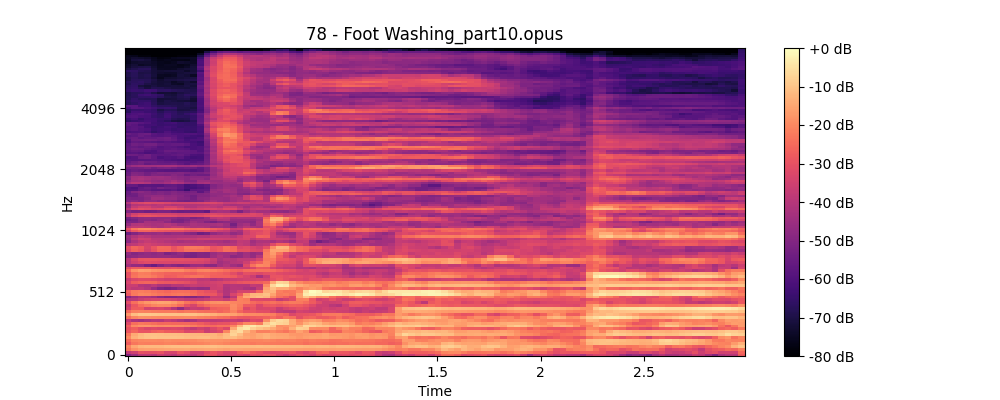 78 - Foot Washing_part10.opus
Hz
4096
2048
1024
512
0
0 0.5 1 1.5 2 2.5
Time
+0 dB
-10 dB
-20 dB
-30 dB
-40 dB
-50 dB
-60 dB
-70 dB
-80 dB